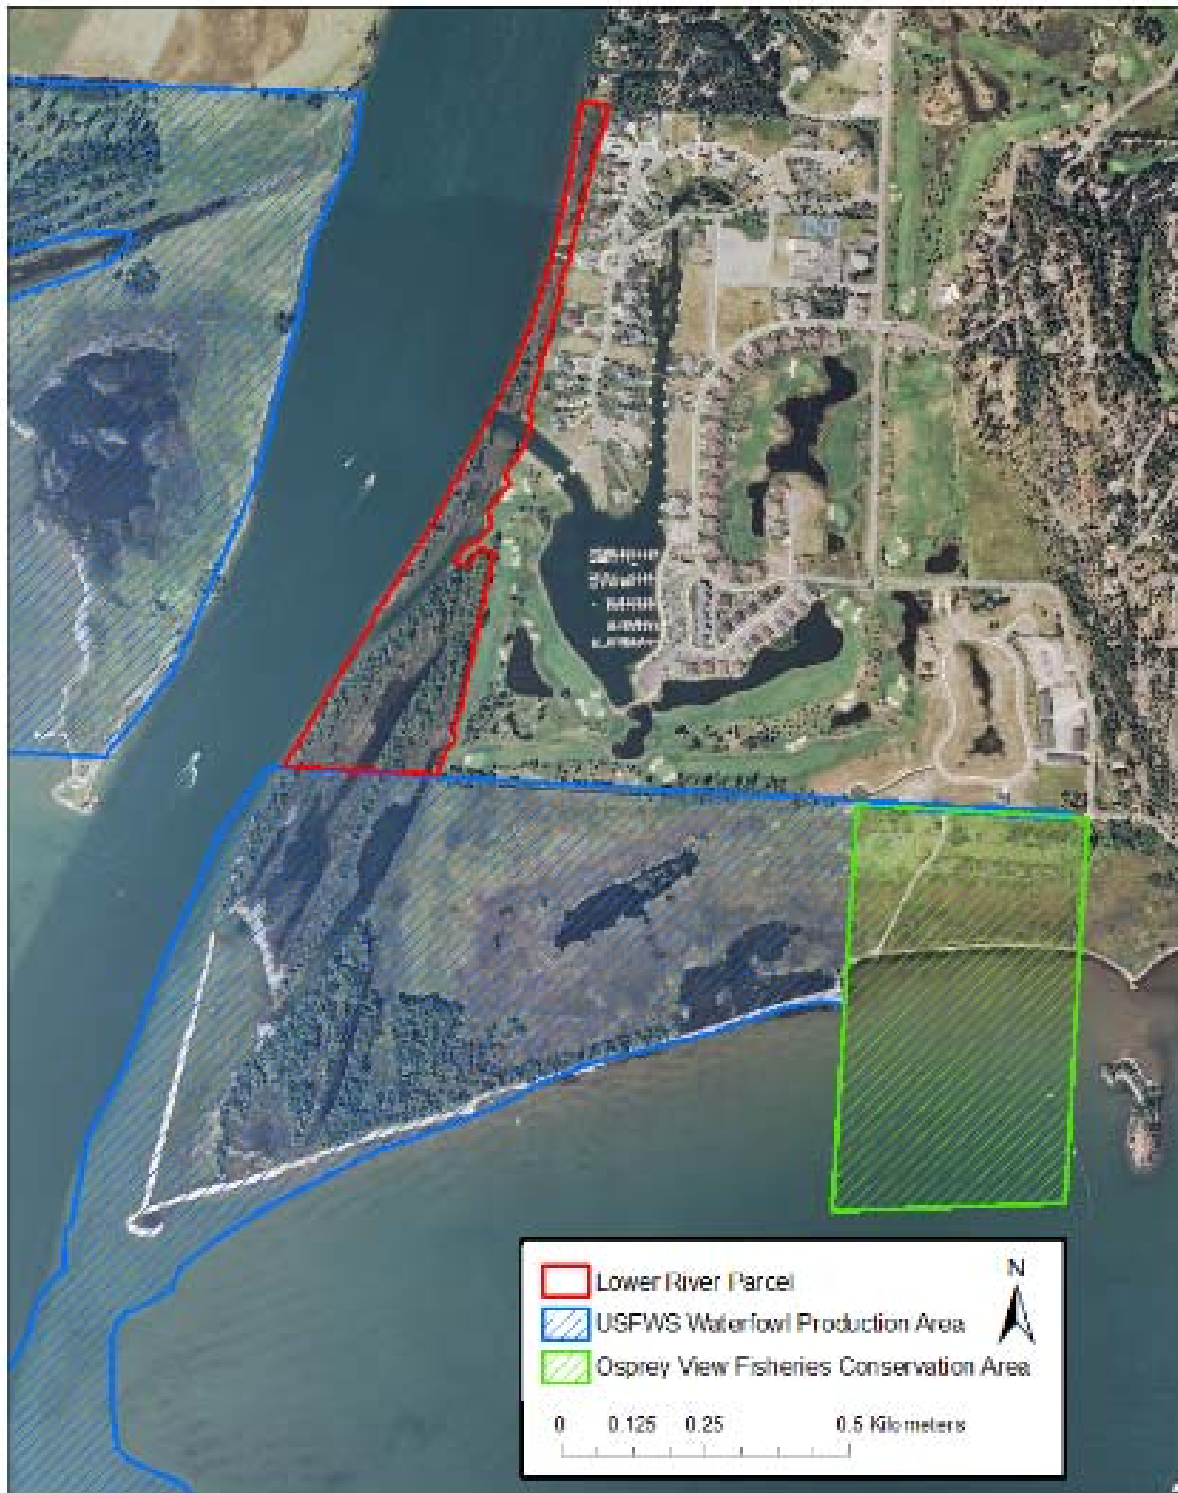 Lower River Parcel
N
USFWS Waterfowl Production Area
Osprey View Fisheries Conservation Area
0 0.125 0.25 0.5 Kilometers